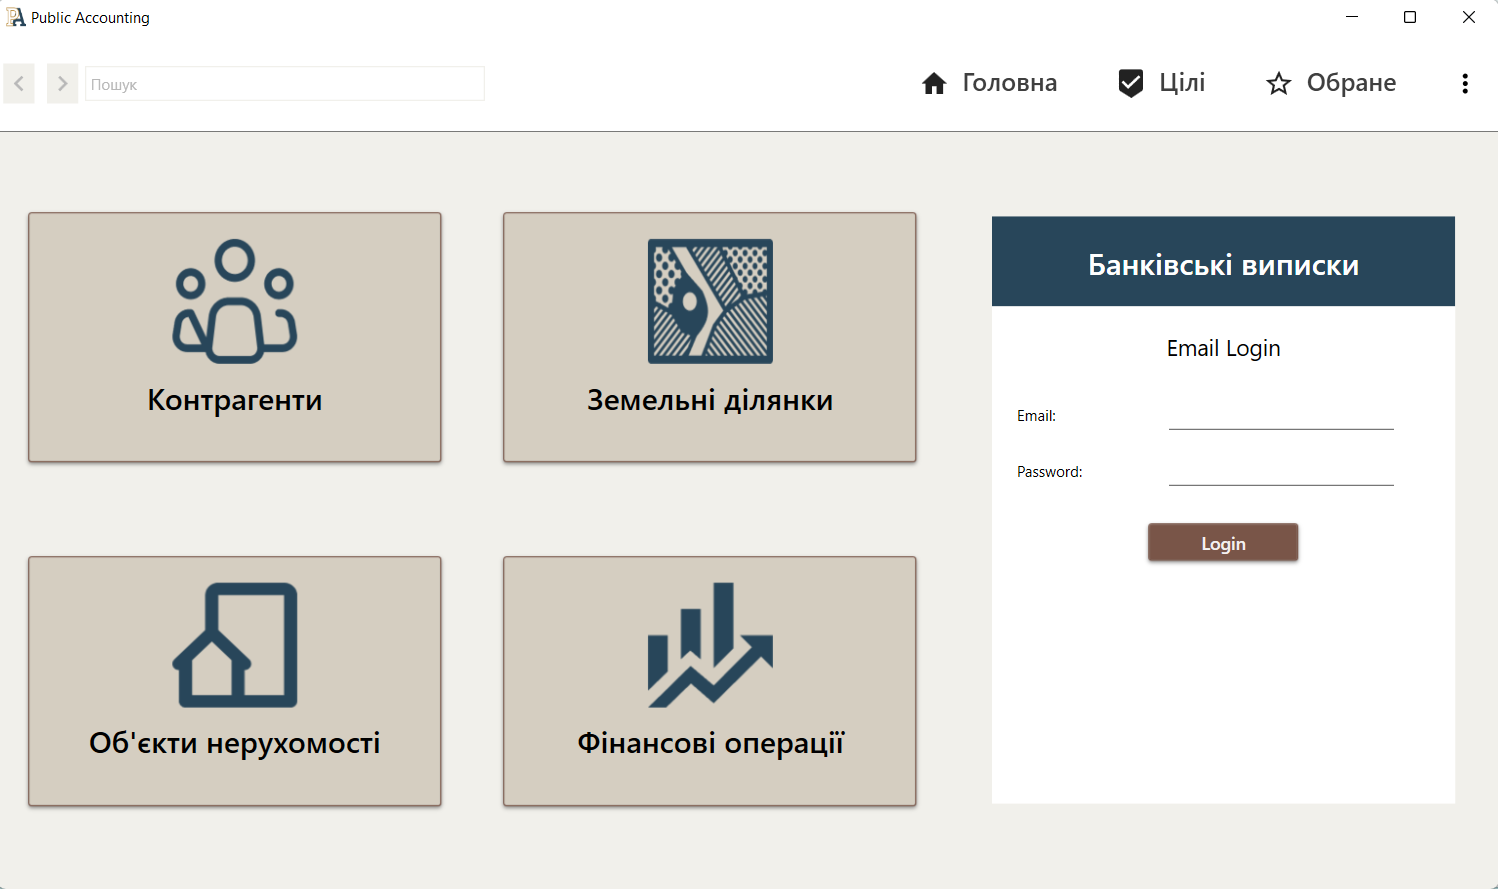 Public Accounting
Пошук
Головна
Цілі
Обране
Контрагенти
Земельні ділянки
Об'єкти нерухомості
Фінансові операції
Банківські виписки
Email Login
Email:
Password:
Login